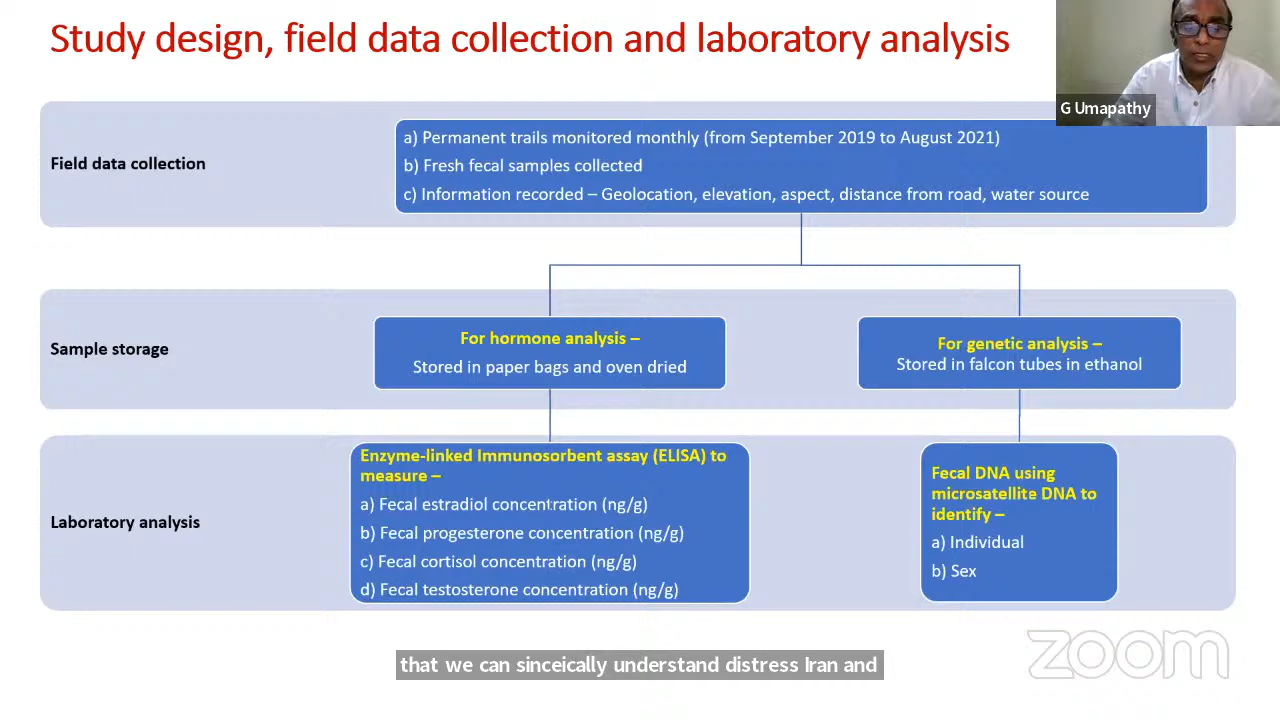 Study design, field data collection and laboratory analysis
G Umapathy
Field data collection
a) Permanent trails monitored monthly (from September 2019 to August 2021)
b) Fresh fecal samples collected
c) Information recorded – Geolocation, elevation, aspect, distance from road, water source
Sample storage
For hormone analysis –
Stored in paper bags and oven dried
For genetic analysis –
Stored in falcon tubes in ethanol
Laboratory analysis
Enzyme-linked Immunosorbent assay (ELISA) to
measure –
a) Fecal estradiol concentration (ng/g)
b) Fecal progesterone concentration (ng/g)
c) Fecal cortisol concentration (ng/g)
d) Fecal testosterone concentration (ng/g)
Fecal DNA using
microsatellite DNA to
identify –
a) Individual
b) Sex
zoom
that we can sinceically understand distress Iran and